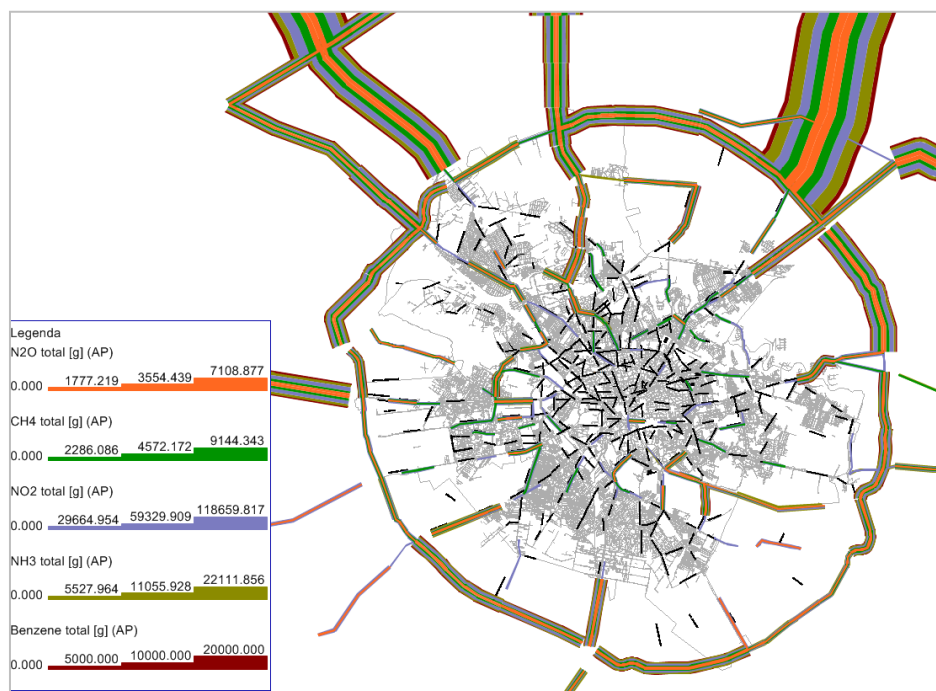 Legenda
N2O total [g] (AP)
0.000 1777.219 3554.439 7108.877
CH4 total [g] (AP)
0.000 2286.086 4572.172 9144.343
NO2 total [g] (AP)
0.000 29664.954 59329.909 118659.817
NH3 total [g] (AP)
0.000 5527.964 11055.928 22111.856
Benzene total [g] (AP)
0.000 5000.000 10000.000 20000.000